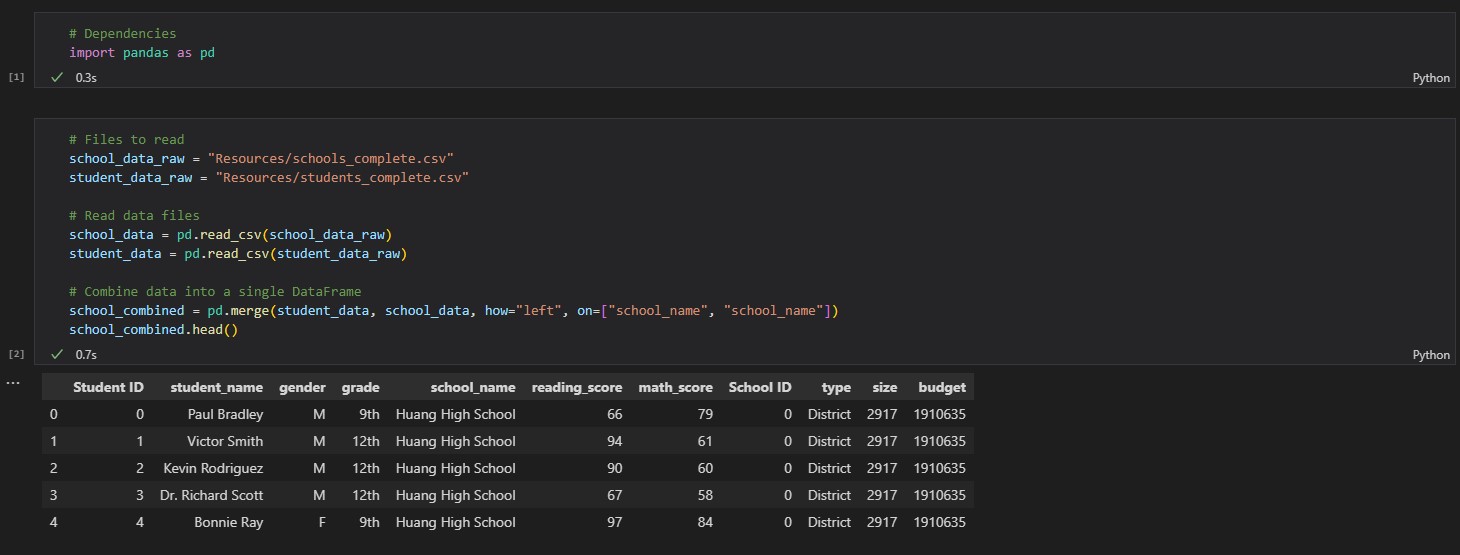 # Dependencies
import pandas as pd
[1]
0.3s
Python
# Files to read
school_data_raw = "Resources/schools_complete.csv"
student_data_raw = "Resources/students_complete.csv"
# Read data files
school_data = pd.read_csv(school_data_raw)
student_data = pd.read_csv(student_data_raw)
# Combine data into a single DataFrame
school_combined = pd.merge(student_data, school_data, how="left", on=["school_name", "school_name"])
school_combined.head()
[2]
0.7s
Python
...
Student ID student_name gender grade school_name reading_score math_score School ID type size budget
0 0 Paul Bradley M 9th Huang High School 66 79 0 District 2917 1910635
1 1 Victor Smith M 12th Huang High School 94 61 0 District 2917 1910635
2 2 Kevin Rodriguez M 12th Huang High School 90 60 0 District 2917 1910635
3 3 Dr. Richard Scott M 12th Huang High School 67 58 0 District 2917 1910635
4 4 Bonnie Ray F 9th Huang High School 97 84 0 District 2917 1910635